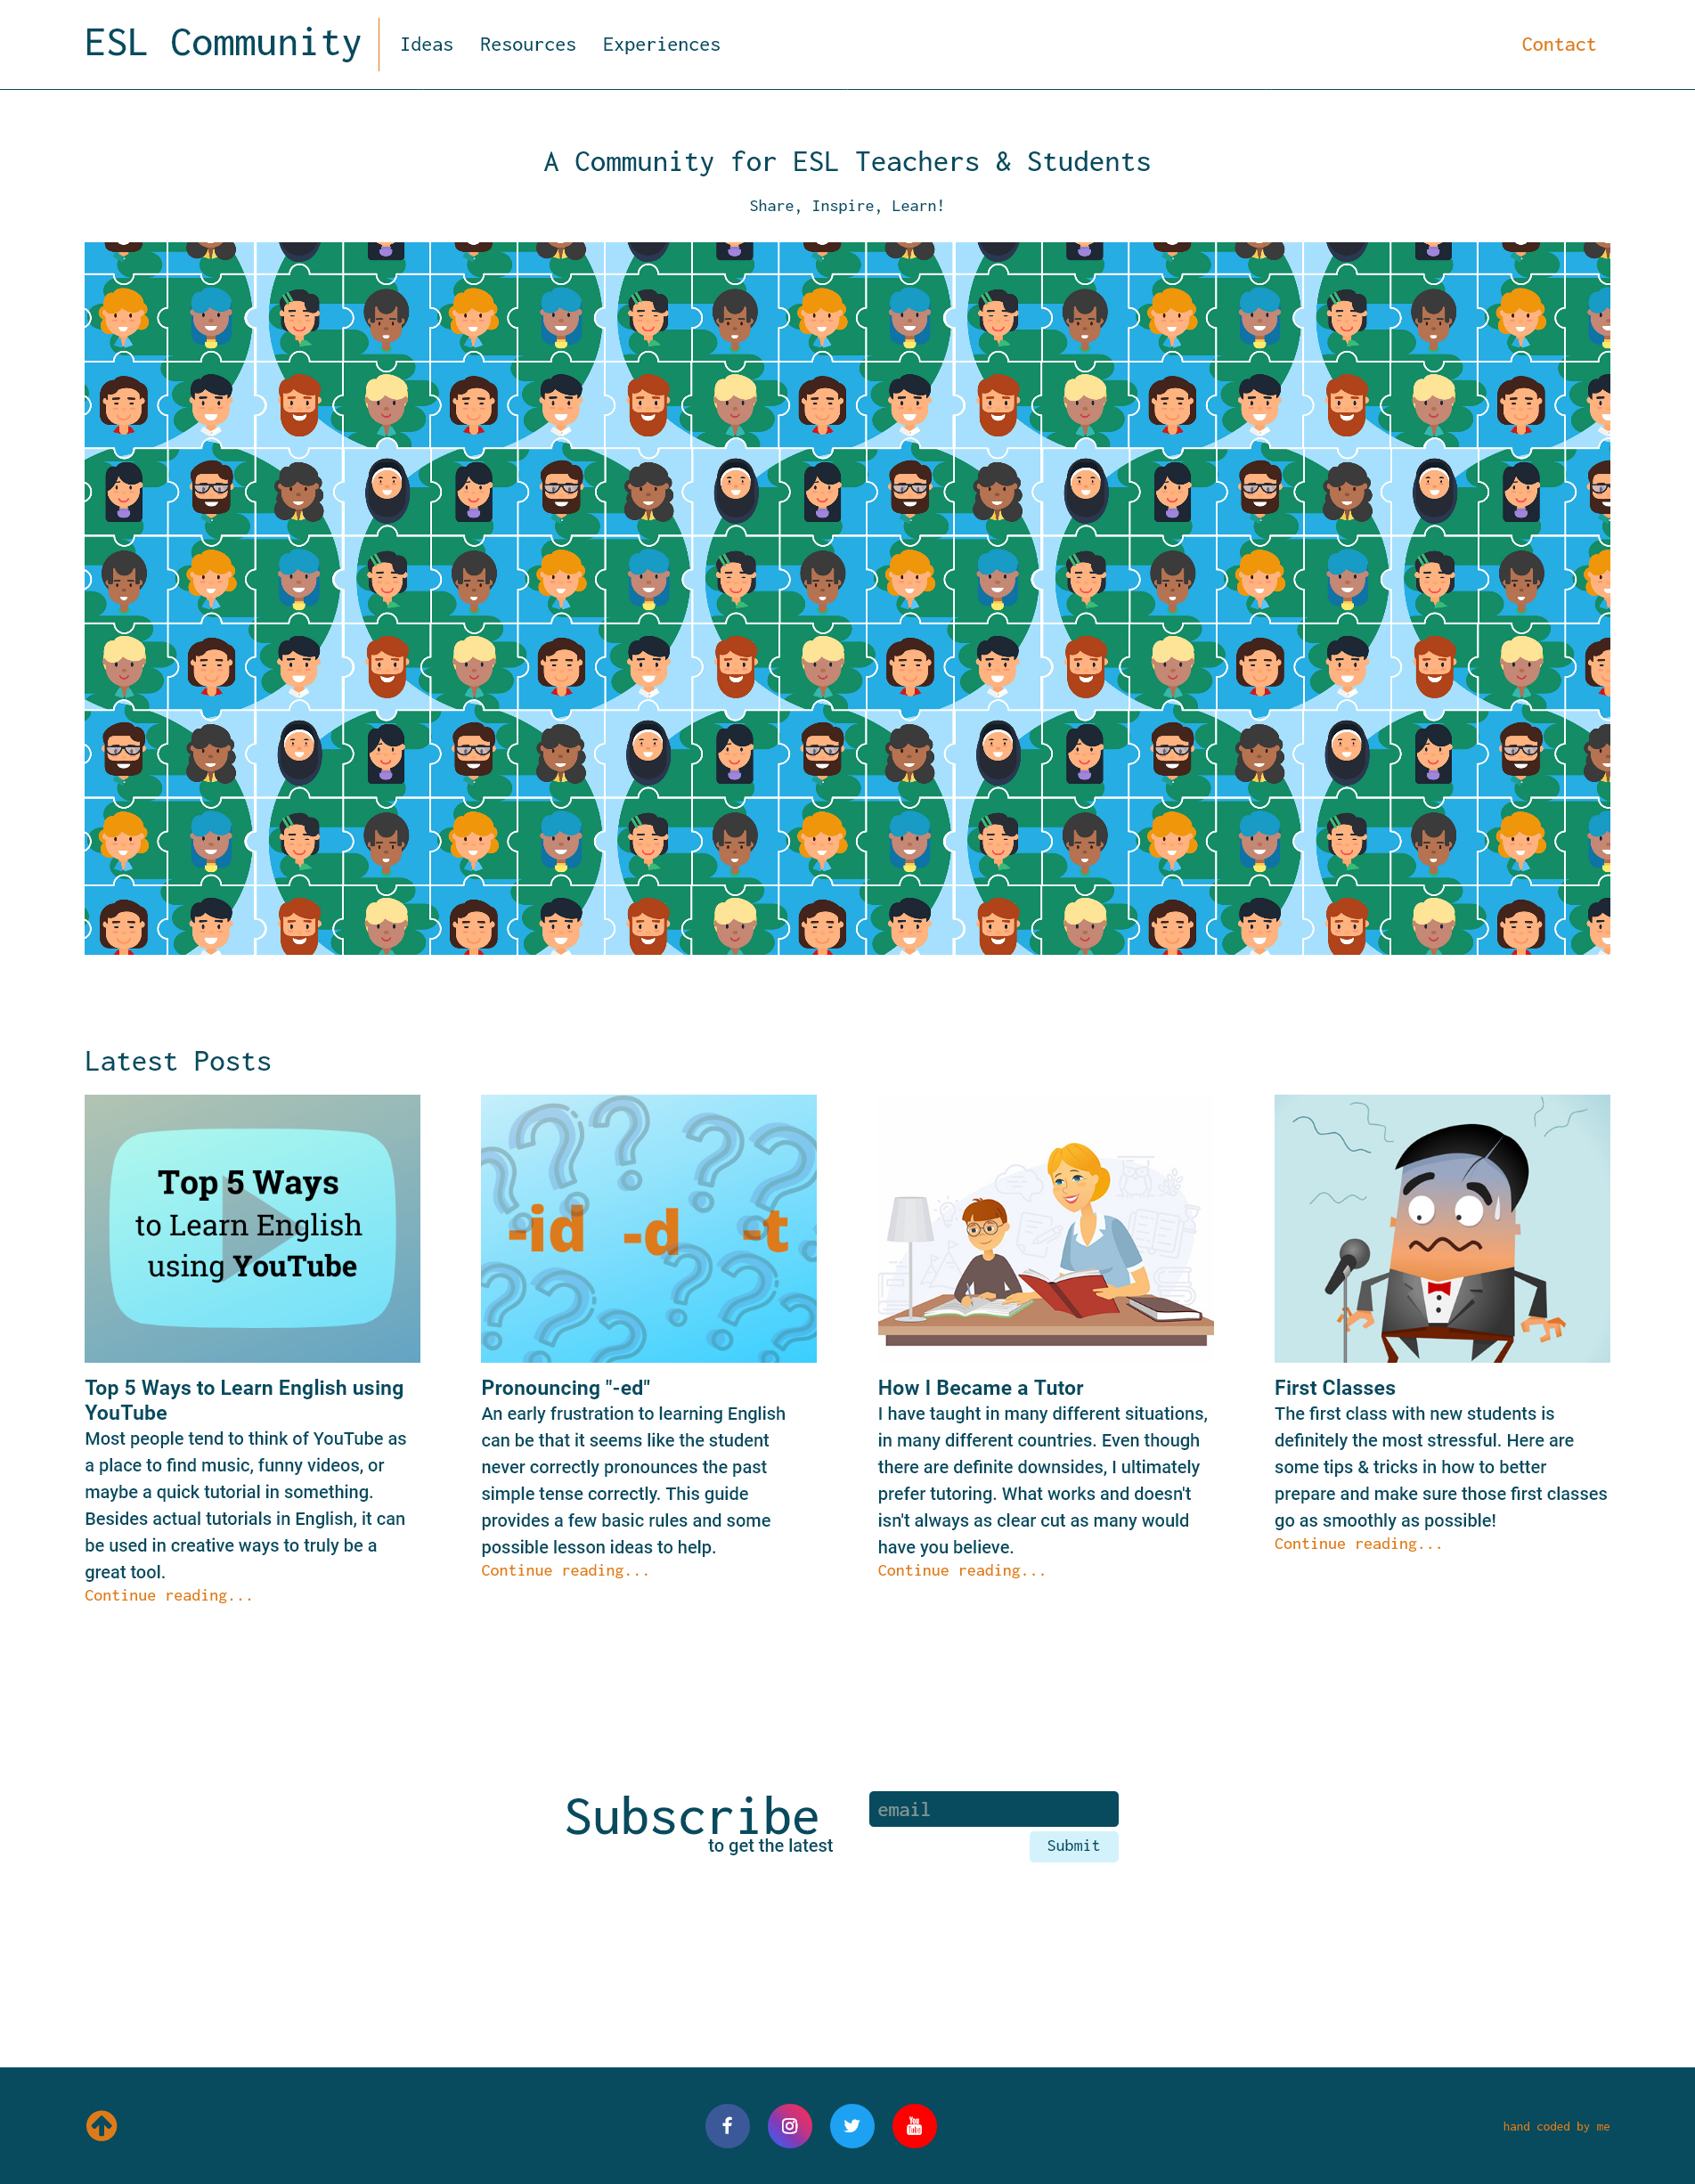 ESL Community
Ideas
Resources
Experiences
Contact
A Community for ESL Teachers & Students
Share, Inspire, Learn!
Latest Posts
Top 5 Ways
to Learn English
using YouTube
-id -d -t
Top 5 Ways to Learn English using
YouTube
Most people tend to think of YouTube as
a place to find music, funny videos, or
maybe a quick tutorial in something.
Besides actual tutorials in English, it can
be used in creative ways to truly be a
great tool.
Continue reading...
Pronouncing "-ed"
An early frustration to learning English
can be that it seems like the student
never correctly pronounces the past
simple tense correctly. This guide
provides a few basic rules and some
possible lesson ideas to help.
Continue reading...
How I Became a Tutor
I have taught in many different situations,
in many different countries. Even though
there are definite downsides, I ultimately
prefer tutoring. What works and doesn't
isn't always as clear cut as many would
have you believe.
Continue reading...
First Classes
The first class with new students is
definitely the most stressful. Here are
some tips & tricks in how to better
prepare and make sure those first classes
go as smoothly as possible!
Continue reading...
Subscribe
to get the latest
email
Submit
You
Tube
hand coded by me